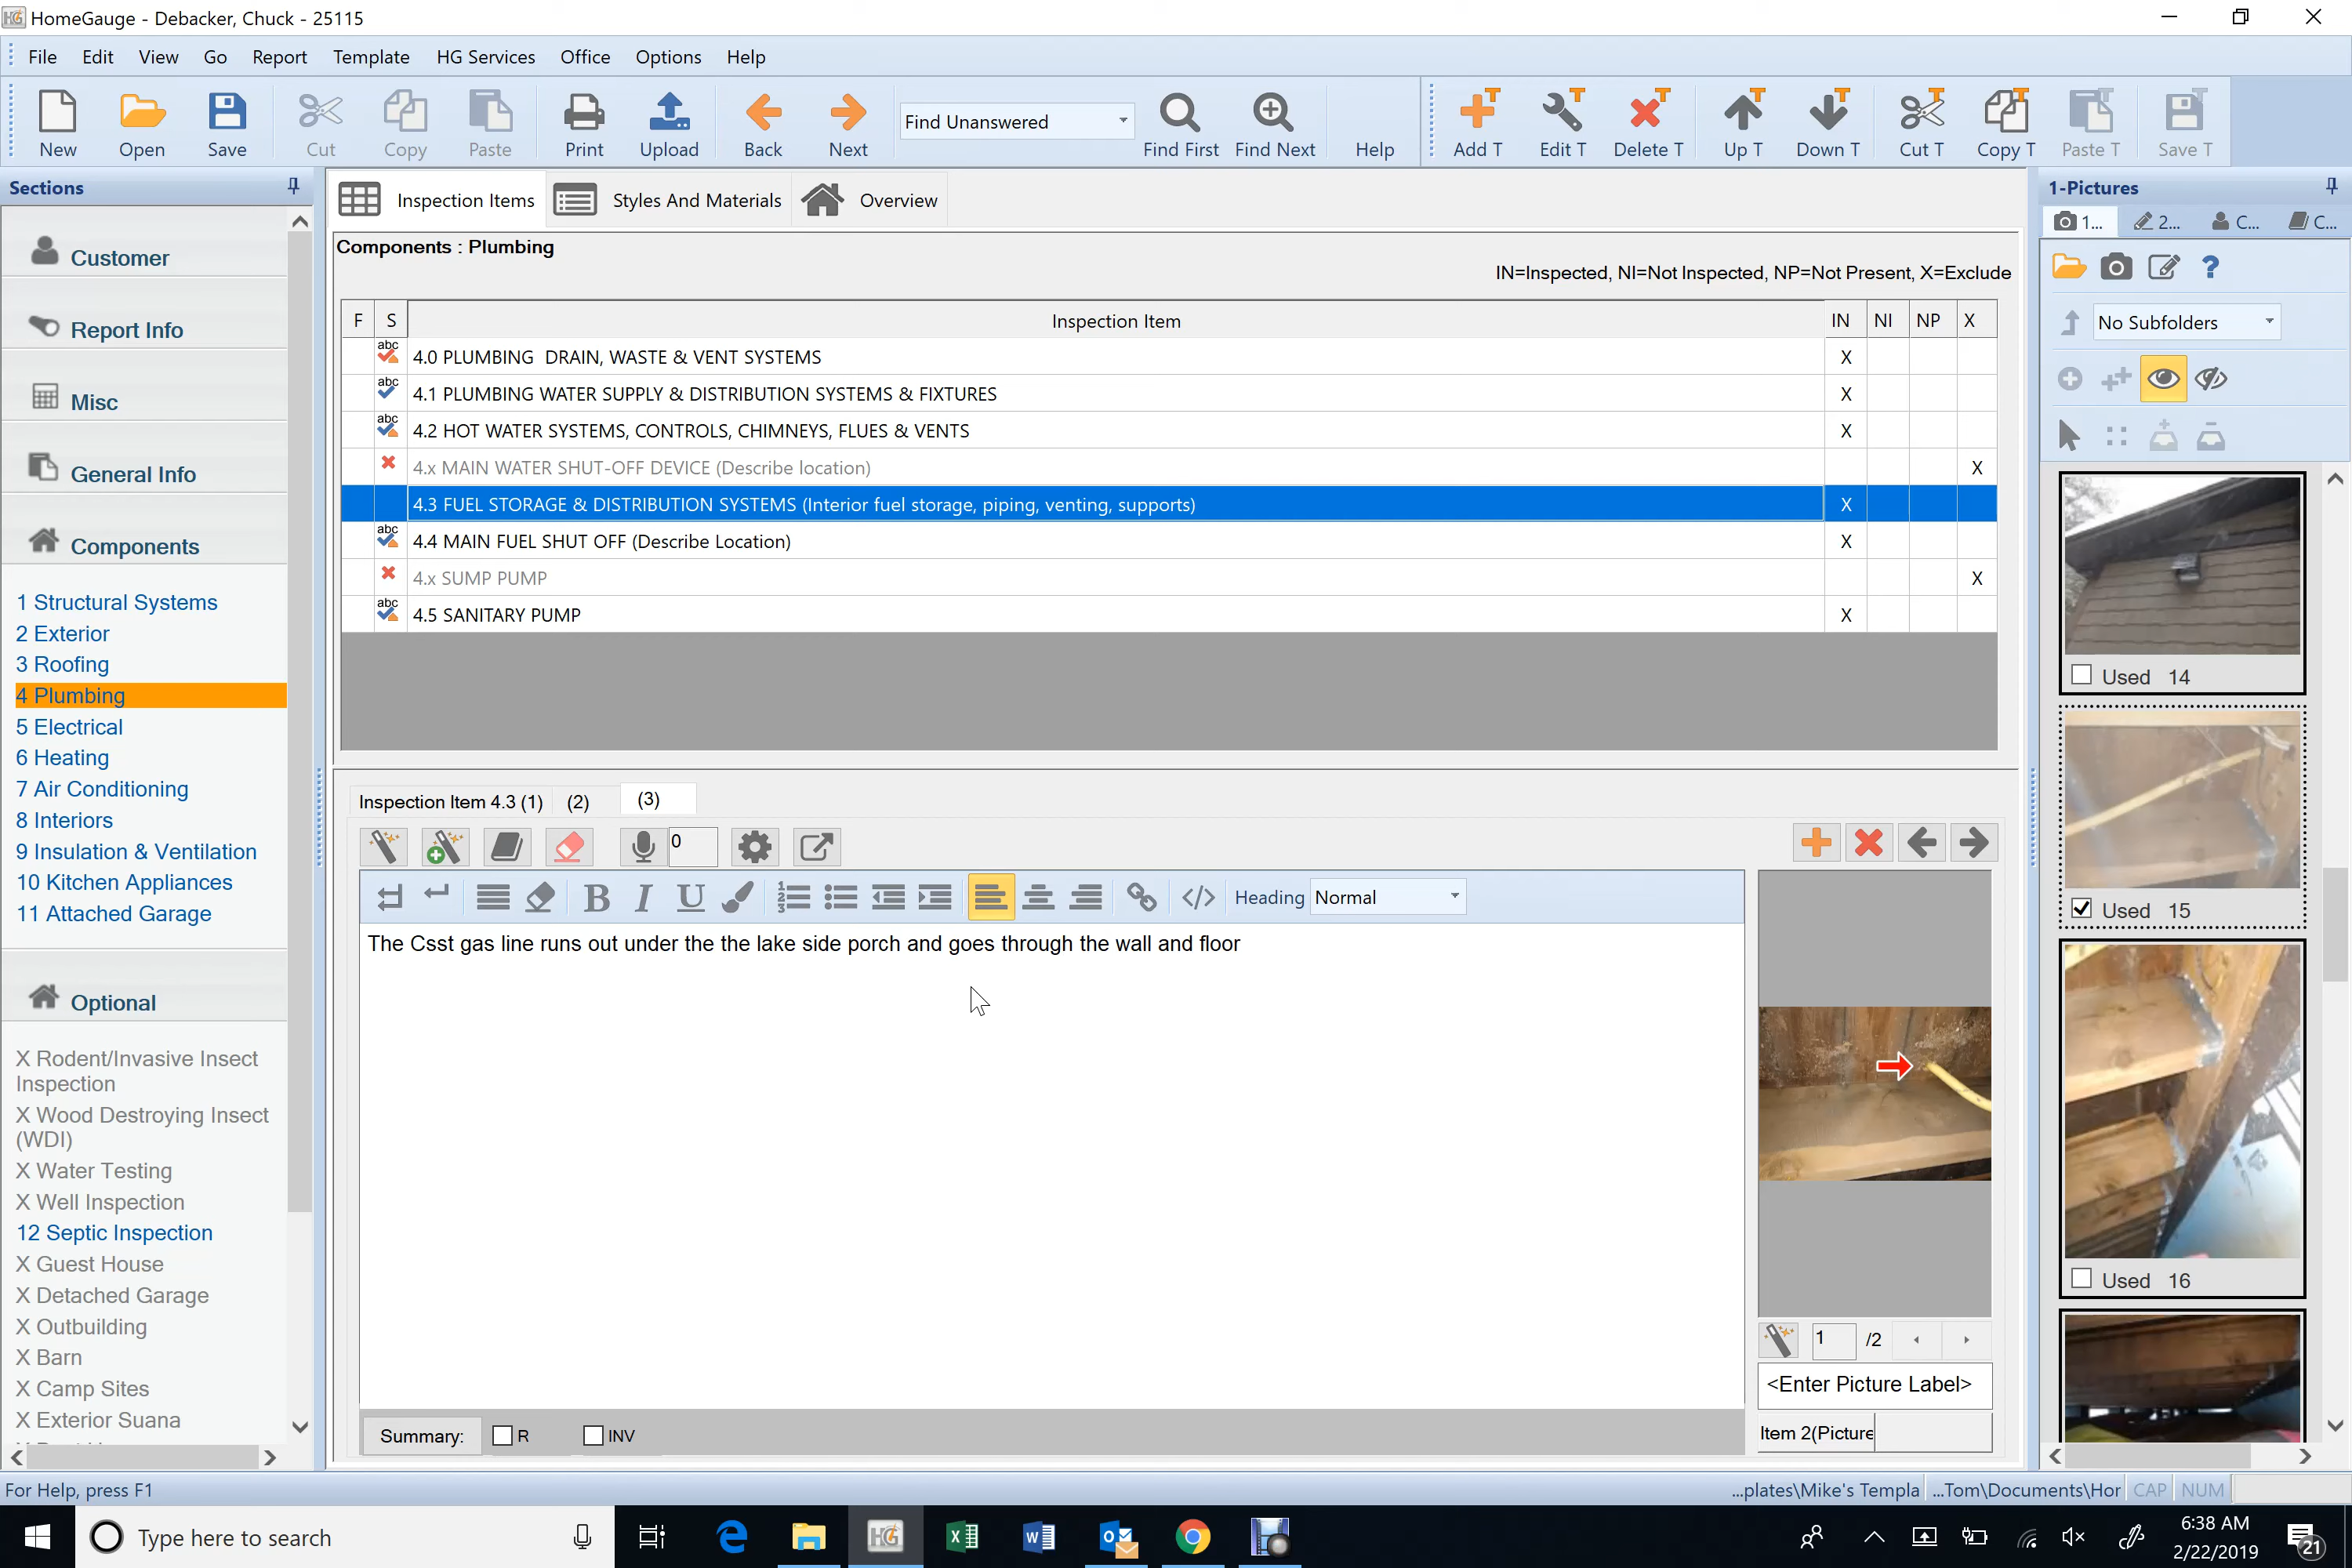 HG HomeGauge - Debacker, Chuck - 25115
File Edit View Go Report Template HG Services Office Options Help
New Open Save Cut Copy Paste Print Upload Back Next Find Unanswered Find First Find Next Help Add T Edit T Delete T Up T Down T Cut T Copy T Paste T Save T
Sections
Customer
Report Info
Misc
General Info
Components
1 Structural Systems
2 Exterior
3 Roofing
4 Plumbing
5 Electrical
6 Heating
7 Air Conditioning
8 Interiors
9 Insulation & Ventilation
10 Kitchen Appliances
11 Attached Garage
Optional
X Rodent/Invasive Insect
Inspection
X Wood Destroying Insect
(WDI)
X Water Testing
X Well Inspection
12 Septic Inspection
X Guest House
X Detached Garage
X Outbuilding
X Barn
X Camp Sites
X Exterior Suana
Inspection Items Styles And Materials Overview
Components : Plumbing
IN=Inspected, NI=Not Inspected, NP=Not Present, X=Exclude
F S Inspection Item IN NI NP X
abc 4.0 PLUMBING DRAIN, WASTE & VENT SYSTEMS X
abc 4.1 PLUMBING WATER SUPPLY & DISTRIBUTION SYSTEMS & FIXTURES X
abc 4.2 HOT WATER SYSTEMS, CONTROLS, CHIMNEYS, FLUES & VENTS X
4.x MAIN WATER SHUT-OFF DEVICE (Describe location) X
4.3 FUEL STORAGE & DISTRIBUTION SYSTEMS (Interior fuel storage, piping, venting, supports) X
abc 4.4 MAIN FUEL SHUT OFF (Describe Location) X
4.x SUMP PUMP X
abc 4.5 SANITARY PUMP X
Inspection Item 4.3 (1) (2) (3)
0
B I U Heading Normal
The Csst gas line runs out under the the lake side porch and goes through the wall and floor
1 /2
<Enter Picture Label>
Item 2(Picture
Summary: R INV
1-Pictures
1... 2... C... C...
No Subfolders
Used 14
Used 15
Used 16
For Help, press F1
...plates\Mike's Templa ...Tom\Documents\Hor CAP NUM
Type here to search
HG
6:38 AM
2/22/2019
21